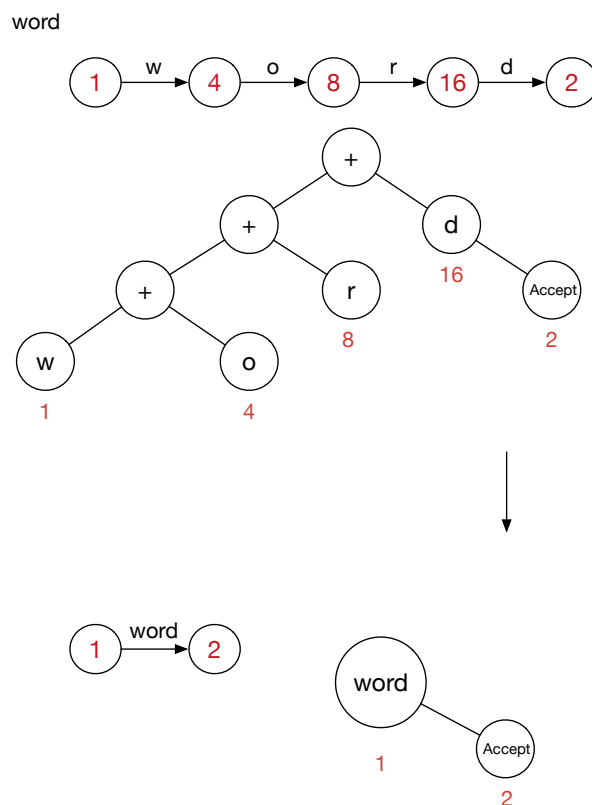 word
w o r d
1 4 8 16 2
+
+ d
16
+ r Accept
8 2
w o
1 4
word
1 2
word
Accept
1
2